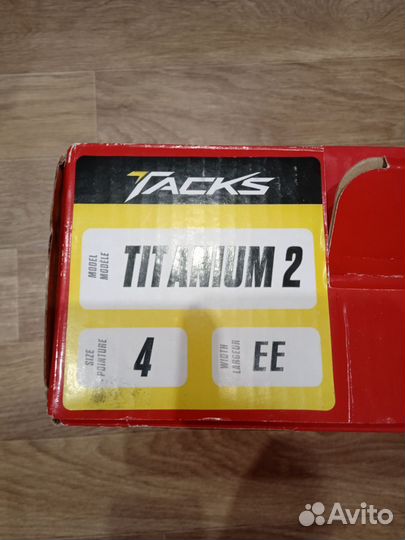 TACKS
MODEL
MODÈLE
TITANIUM 2
SIZE
POINTURE
4
WIDTH
LARGEUR
EE
Avito